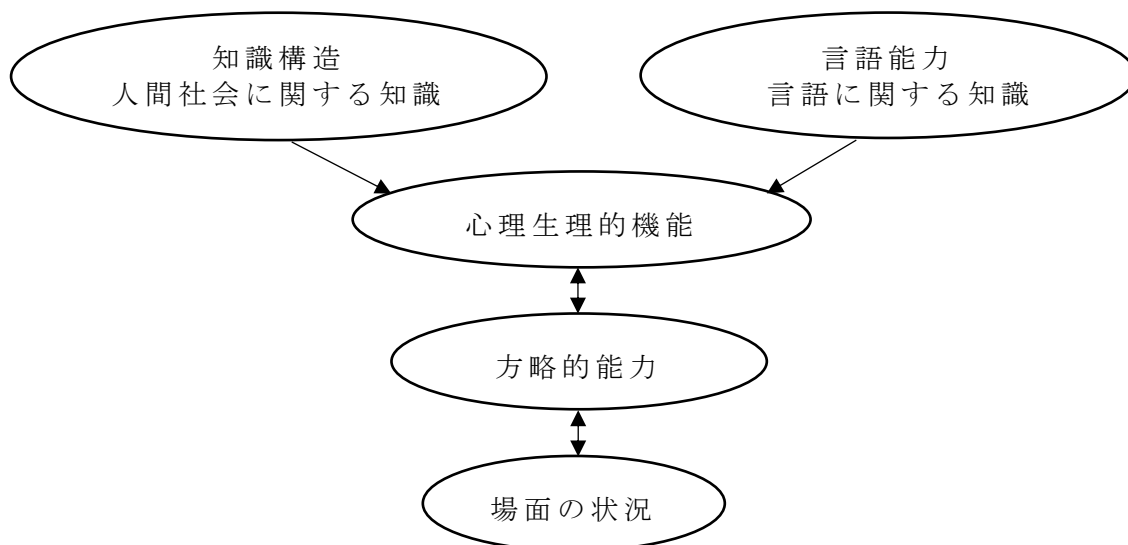 知識構造
人間社会に関する知識
言語能力
言語に関する知識
心理生理的機能
方略的能力
場面の状況